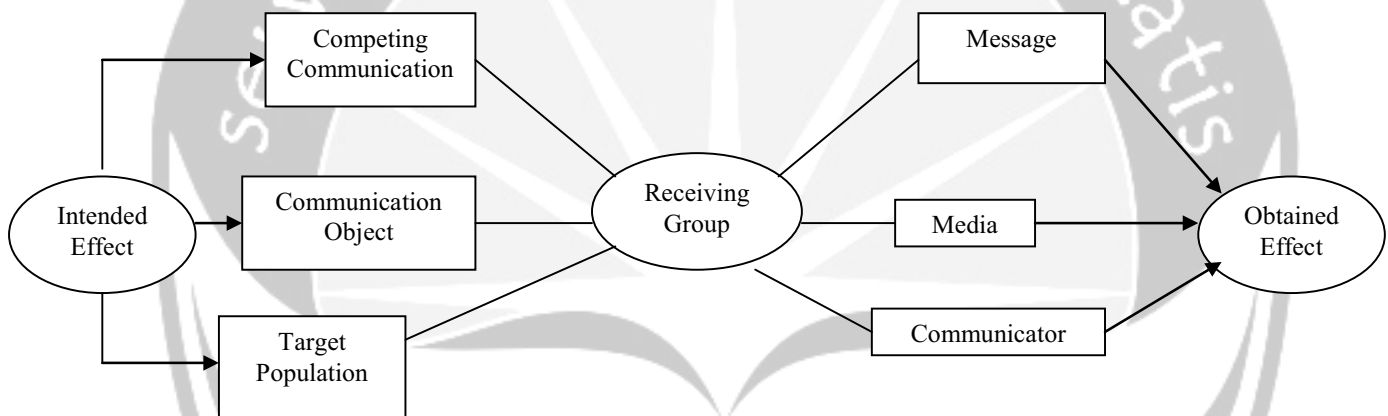 Competing
Communication
Message
Intended
Effect
Communication
Object
Receiving
Group
Media
Obtained
Effect
Communicator
Target
Population